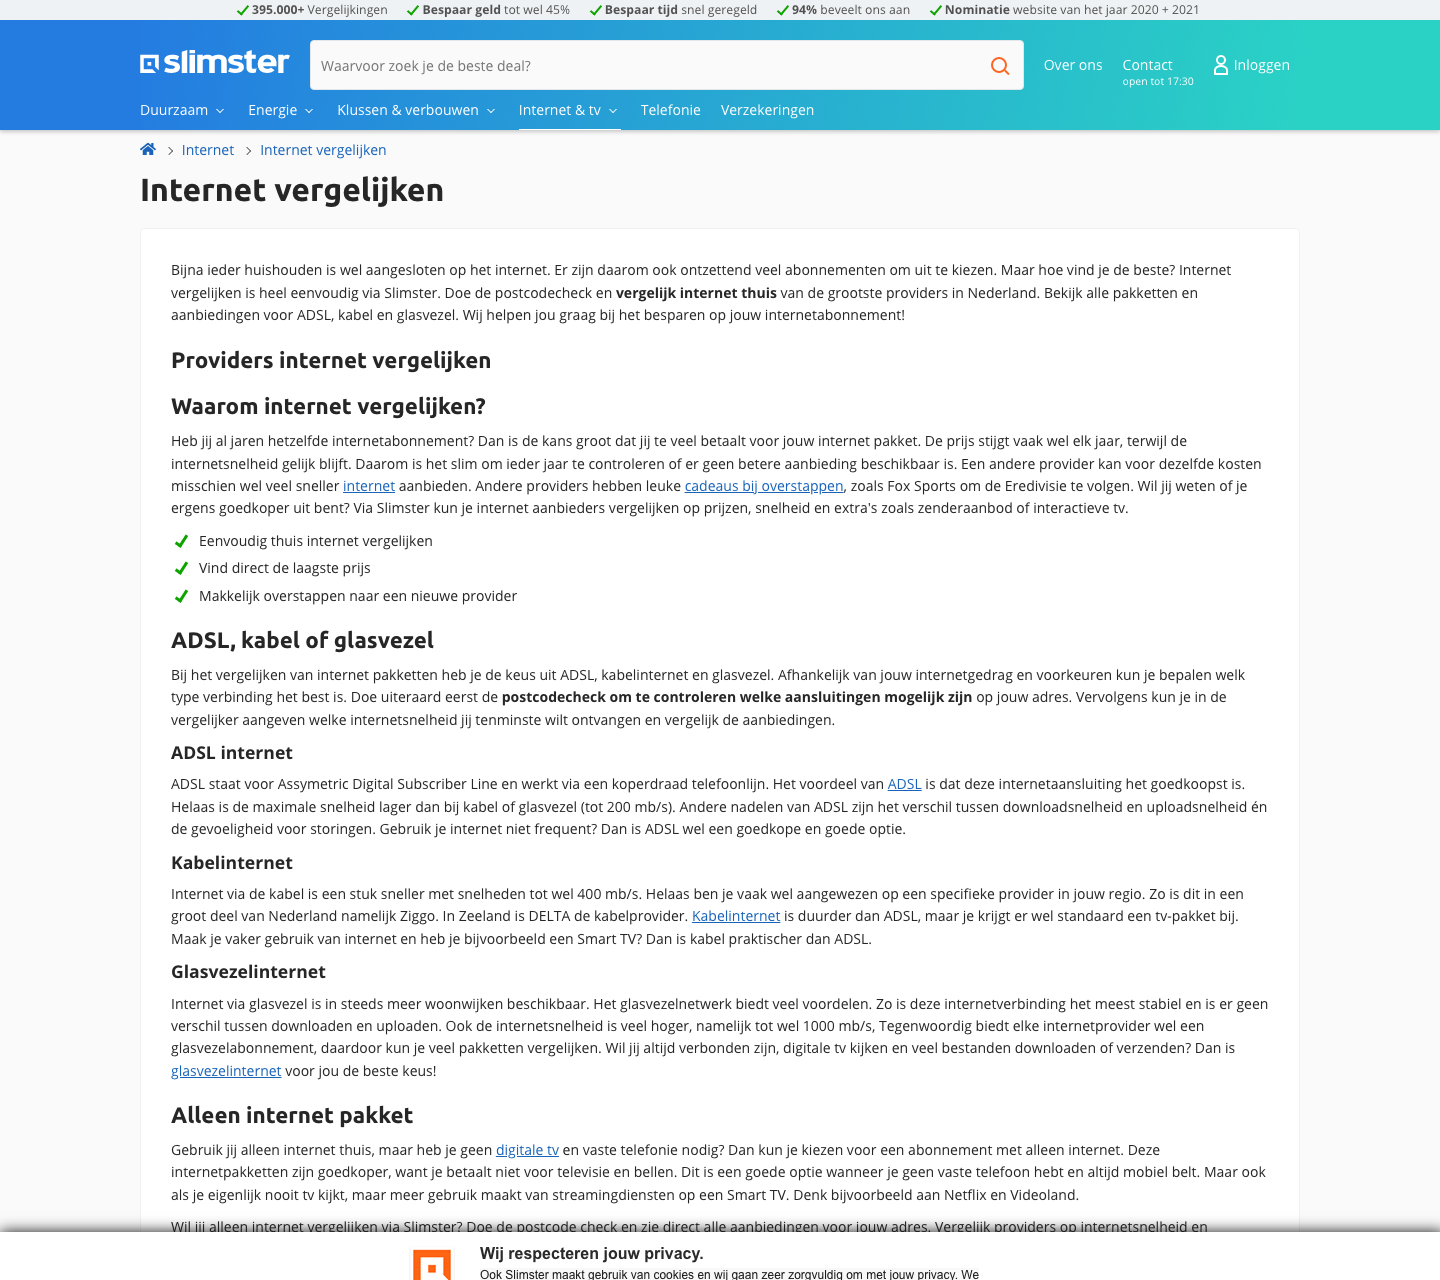 395.000+ Vergelijkingen Bespaar geld tot wel 45% Bespaar tijd snel geregeld 94% beveelt ons aan Nominatie website van het jaar 2020 + 2021
slimster
Waarvoor zoek je de beste deal?
Over ons Contact Inloggen
open tot 17:30
Duurzaam Energie Klussen & verbouwen Internet & tv Telefonie Verzekeringen
Internet Internet vergelijken
Internet vergelijken
Bijna ieder huishouden is wel aangesloten op het internet. Er zijn daarom ook ontzettend veel abonnementen om uit te kiezen. Maar hoe vind je de beste? Internet
vergelijken is heel eenvoudig via Slimster. Doe de postcodecheck en vergelijk internet thuis van de grootste providers in Nederland. Bekijk alle pakketten en
aanbiedingen voor ADSL, kabel en glasvezel. Wij helpen jou graag bij het besparen op jouw internetabonnement!
Providers internet vergelijken
Waarom internet vergelijken?
Heb jij al jaren hetzelfde internetabonnement? Dan is de kans groot dat jij te veel betaalt voor jouw internet pakket. De prijs stijgt vaak wel elk jaar, terwijl de
internetsnelheid gelijk blijft. Daarom is het slim om ieder jaar te controleren of er geen betere aanbieding beschikbaar is. Een andere provider kan voor dezelfde kosten
misschien wel veel sneller internet aanbieden. Andere providers hebben leuke cadeaus bij overstappen, zoals Fox Sports om de Eredivisie te volgen. Wil jij weten of je
ergens goedkoper uit bent? Via Slimster kun je internet aanbieders vergelijken op prijzen, snelheid en extra's zoals zenderaanbod of interactieve tv.
Eenvoudig thuis internet vergelijken
Vind direct de laagste prijs
Makkelijk overstappen naar een nieuwe provider
ADSL, kabel of glasvezel
Bij het vergelijken van internet pakketten heb je de keus uit ADSL, kabelinternet en glasvezel. Afhankelijk van jouw internetgedrag en voorkeuren kun je bepalen welk
type verbinding het best is. Doe uiteraard eerst de postcodecheck om te controleren welke aansluitingen mogelijk zijn op jouw adres. Vervolgens kun je in de
vergelijker aangeven welke internetsnelheid jij tenminste wilt ontvangen en vergelijk de aanbiedingen.
ADSL internet
ADSL staat voor Assymetric Digital Subscriber Line en werkt via een koperdraad telefoonlijn. Het voordeel van ADSL is dat deze internetaansluiting het goedkoopst is.
Helaas is de maximale snelheid lager dan bij kabel of glasvezel (tot 200 mb/s). Andere nadelen van ADSL zijn het verschil tussen downloadsnelheid en uploadsnelheid én
de gevoeligheid voor storingen. Gebruik je internet niet frequent? Dan is ADSL wel een goedkope en goede optie.
Kabelinternet
Internet via de kabel is een stuk sneller met snelheden tot wel 400 mb/s. Helaas ben je vaak wel aangewezen op een specifieke provider in jouw regio. Zo is dit in een
groot deel van Nederland namelijk Ziggo. In Zeeland is DELTA de kabelprovider. Kabelinternet is duurder dan ADSL, maar je krijgt er wel standaard een tv-pakket bij.
Maak je vaker gebruik van internet en heb je bijvoorbeeld een Smart TV? Dan is kabel praktischer dan ADSL.
Glasvezelinternet
Internet via glasvezel is in steeds meer woonwijken beschikbaar. Het glasvezelnetwerk biedt veel voordelen. Zo is deze internetverbinding het meest stabiel en is er geen
verschil tussen downloaden en uploaden. Ook de internetsnelheid is veel hoger, namelijk tot wel 1000 mb/s, Tegenwoordig biedt elke internetprovider wel een
glasvezelabonnement, daardoor kun je veel pakketten vergelijken. Wil jij altijd verbonden zijn, digitale tv kijken en veel bestanden downloaden of verzenden? Dan is
glasvezelinternet voor jou de beste keus!
Alleen internet pakket
Gebruik jij alleen internet thuis, maar heb je geen digitale tv en vaste telefonie nodig? Dan kun je kiezen voor een abonnement met alleen internet. Deze
internetpakketten zijn goedkoper, want je betaalt niet voor televisie en bellen. Dit is een goede optie wanneer je geen vaste telefoon hebt en altijd mobiel belt. Maar ook
als je eigenlijk nooit tv kijkt, maar meer gebruik maakt van streamingdiensten op een Smart TV. Denk bijvoorbeeld aan Netflix en Videoland.
Wil jij alleen internet vergelijken via Slimster? Doe de postcode check en zie direct alle aanbiedingen voor jouw adres. Vergelijk providers op internetsnelheid en
Wij respecteren jouw privacy.
Ook Slimster maakt gebruik van cookies en wij gaan zeer zorgvuldig om met jouw privacy. We